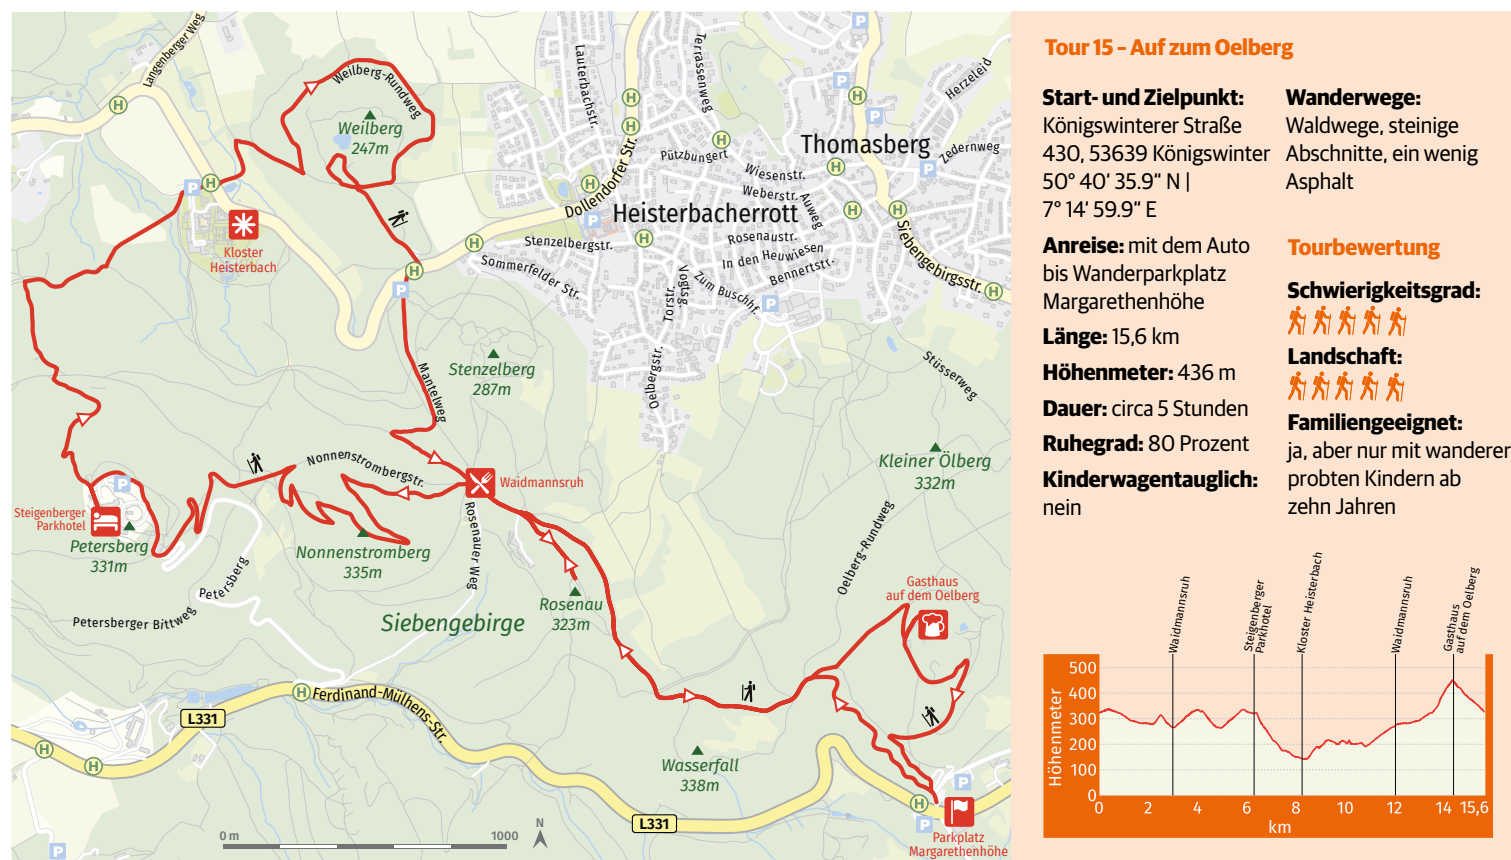 Tour 15 – Auf zum Oelberg
Start- und Zielpunkt:
Königswinterer Straße
430, 53639 Königswinter
50° 40‘ 35.9“ N |
7° 14‘ 59.9“ E
Anreise: mit dem Auto
bis Wanderparkplatz
Margarethenhöhe
Länge: 15,6 km
Höhenmeter: 436 m
Dauer: circa 5 Stunden
Ruhegrad: 80 Prozent
Kinderwagentauglich:
nein
Wanderwege:
Waldwege, steinige
Abschnitte, ein wenig
Asphalt
Tourbewertung
Schwierigkeitsgrad:
Landschaft:
Familiengeeignet:
ja, aber nur mit wanderer
probten Kindern ab
zehn Jahren
Langenberger Weg
H
Weilberg-Rundweg
Weilberg
247m
Lauterbachstr.
Terrassenweg
P
H
H
P
H
P
Herzeleid
Thomasberg
Zedernweg
P
H
H
Pützbungert
Wiesenstr.
Weberstr.
Auweg
H
Dollendorfer Str.
P
Heisterbacherrott
H
H
H
Siebengebirgsstr.
H
P
H
Kloster
Heisterbach
H
P
H
Stenzelbergstr.
Sommerfelder Str.
Rosenaustr.
In den Heuwiesen
Bennertstr.
Vogtsg.
Torstr.
Zum Buschhf.
P
Oelbergstr.
Stüsserweg
Mantelweg
Stenzelberg
287m
Kleiner Ölberg
332m
Nonnenstrombergstr.
Waidmannsruh
Steigenberger
Parkhotel
P
Petersberg
331m
Nonnenstromberg
335m
Rosenauer Weg
Oelberg-Rundweg
Petersberg
Petersberger Bittweg
Siebengebirge
Rosenau
323m
Gasthaus
auf dem Oelberg
H
Ferdinand-Mülhens-Str.
L331
H
H
Wasserfall
338m
L331
P
H
P
P
Parkplatz
Margarethenhöhe
0 m
1000
N
Waidmannsruh
Steigenberger
Parkhotel
Kloster Heisterbach
Waidmannsruh
Gasthaus
auf dem Oelberg
Höhenmeter
500
400
300
200
100
0
0 2 4 6 8 10 12 14 15,6
km